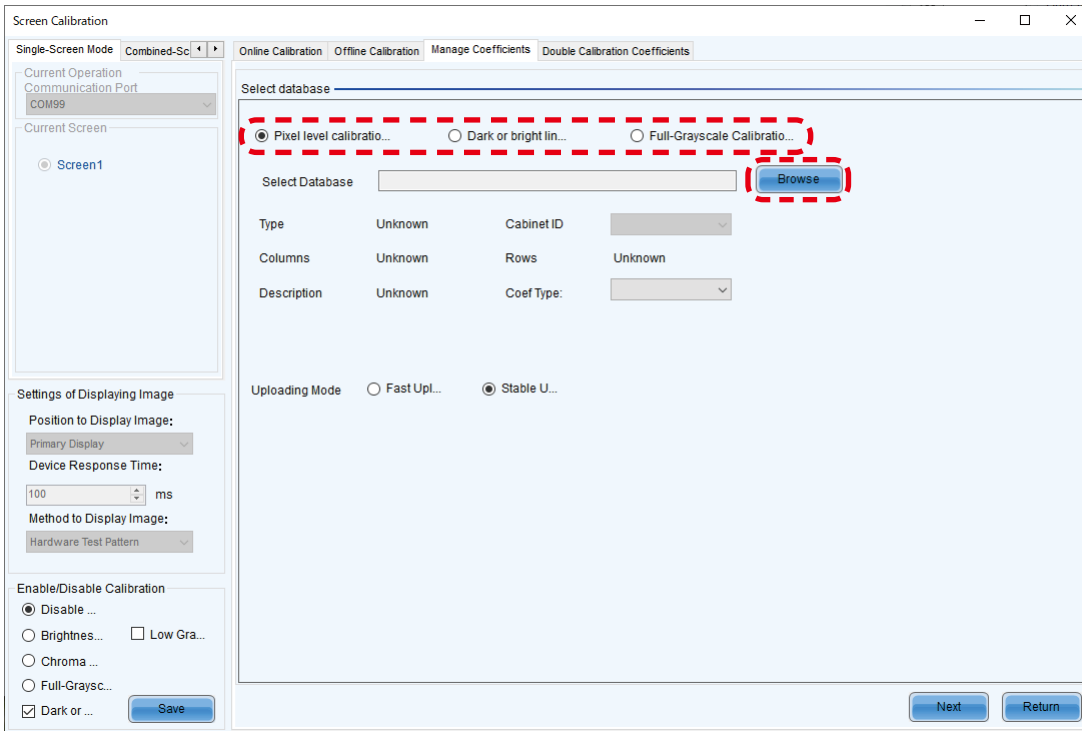 Screen Calibration
Single-Screen Mode Combined-Sc
Online Calibration Offline Calibration Manage Coefficients Double Calibration Coefficients
Current Operation
Communication Port
COM99
Current Screen
Screen1
Settings of Displaying Image
Position to Display Image:
Primary Display
Device Response Time:
100 ms
Method to Display Image:
Hardware Test Pattern
Enable/Disable Calibration
Disable ...
Brightnes... Low Gra...
Chroma ...
Full-Graysc...
Dark or ... Save
Select database
Pixel level calibratio... Dark or bright lin... Full-Grayscale Calibratio...
Select Database Browse
Type Unknown Cabinet ID
Columns Unknown Rows Unknown
Description Unknown Coef Type:
Uploading Mode Fast Upl... Stable U...
Next Return